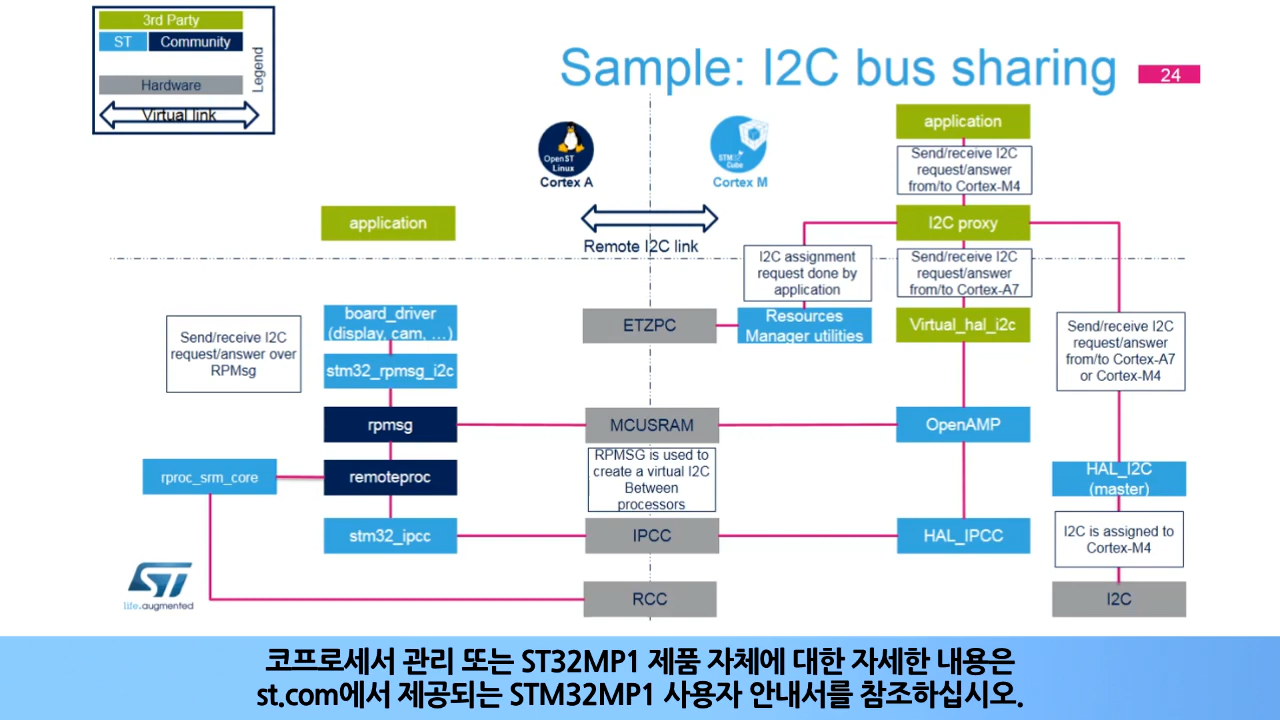 3rd Party
ST
Community
Hardware
Virtual link
Legend
Sample: I2C bus sharing
24
OpenST
Linux
Cortex A
STM32
Cube
Cortex M
Remote I2C link
application
Send/receive I2C
request/answer
from/to Cortex-M4
application
I2C proxy
I2C assignment
request done by
application
Send/receive I2C
request/answer
from/to Cortex-A7
Send/receive I2C
request/answer over
RPMsg
board_driver
(display, cam, …)
ETZPC
Resources
Manager utilities
Virtual_hal_i2c
Send/receive I2C
request/answer
from/to Cortex-A7
or Cortex-M4
stm32_rpmsg_i2c
rpmsg
MCUSRAM
OpenAMP
RPMSG is used to
create a virtual I2C
Between
processors
rproc_srm_core
remoteproc
HAL_I2C
(master)
stm32_ipcc
IPCC
HAL_IPCC
I2C is assigned to
Cortex-M4
ST
life.augmented
RCC
I2C
코프로세서 관리 또는 ST32MP1 제품 자체에 대한 자세한 내용은
st.com에서 제공되는 STM32MP1 사용자 안내서를 참조하십시오.